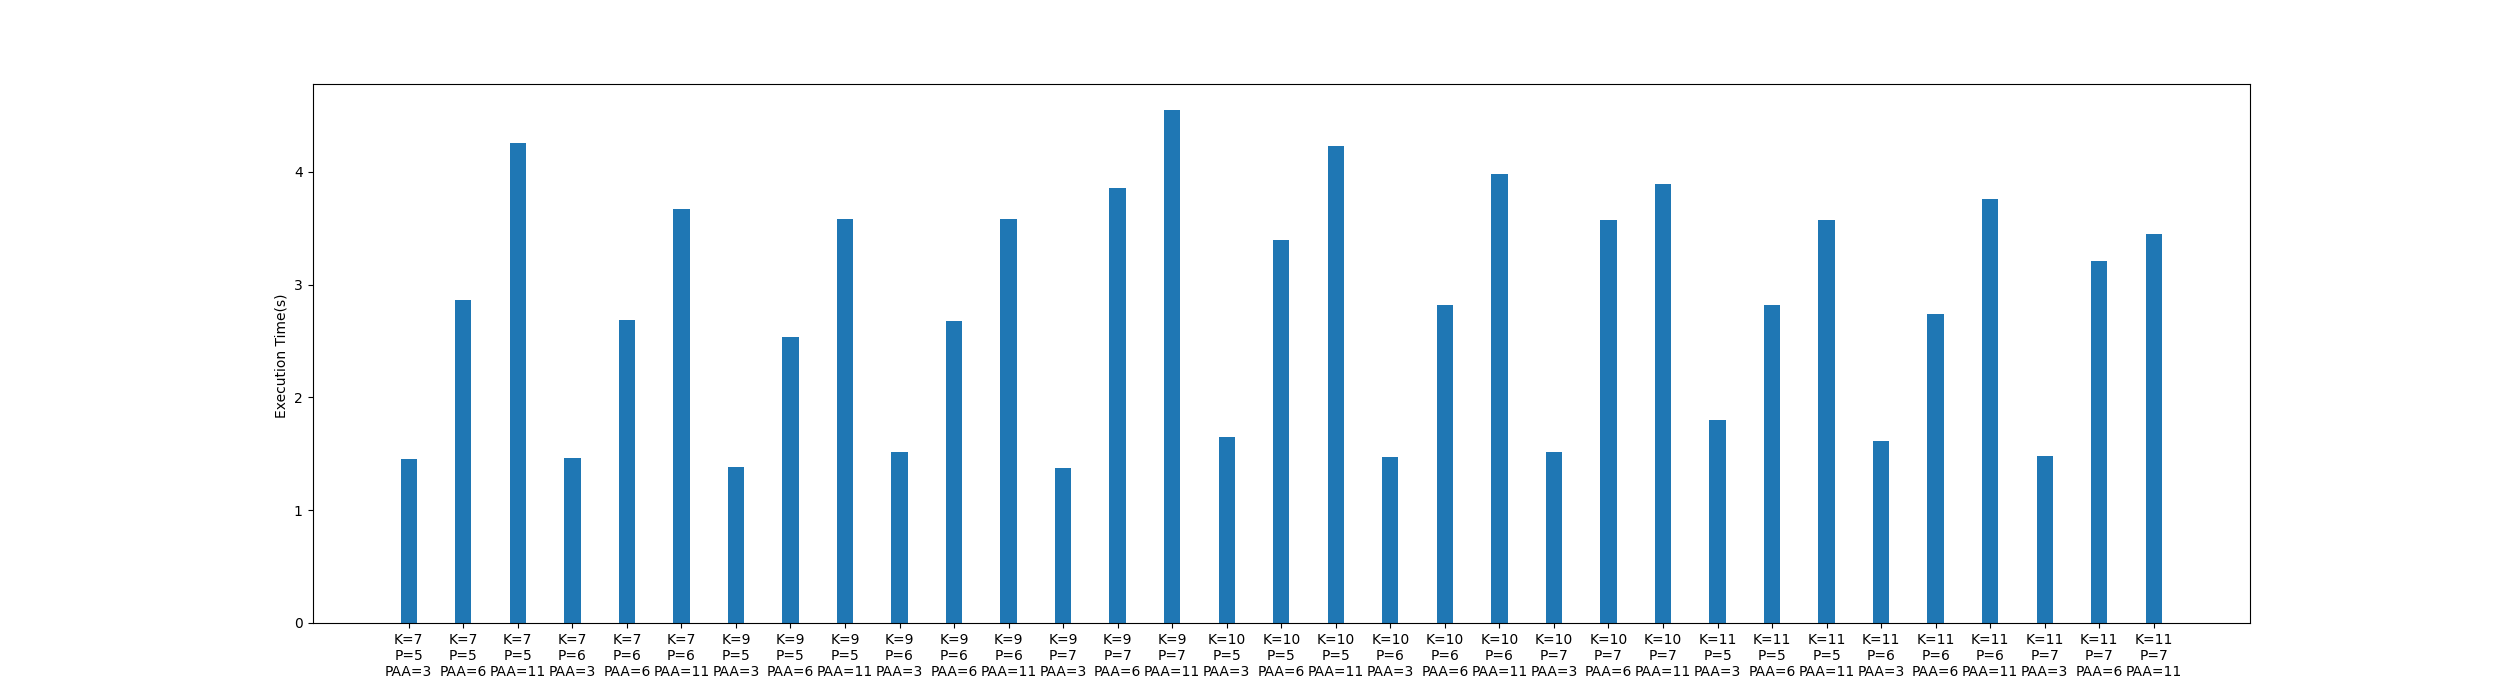 4
3
2
1
0
Execution Time(s)
K=7 K=7 K=7 K=7 K=7 K=7 K=9 K=9 K=9 K=9 K=9 K=9 K=9 K=9 K=9 K=10 K=10 K=10 K=10 K=10 K=10 K=10 K=10 K=10 K=11 K=11 K=11 K=11 K=11 K=11 K=11 K=11 K=11
P=5 P=5 P=5 P=6 P=6 P=6 P=5 P=5 P=5 P=6 P=6 P=6 P=7 P=7 P=7 P=5 P=5 P=5 P=6 P=6 P=6 P=7 P=7 P=7 P=5 P=5 P=5 P=6 P=6 P=6 P=7 P=7 P=7
PAA=3 PAA=6 PAA=11 PAA=3 PAA=6 PAA=11 PAA=3 PAA=6 PAA=11 PAA=3 PAA=6 PAA=11 PAA=3 PAA=6 PAA=11 PAA=3 PAA=6 PAA=11 PAA=3 PAA=6 PAA=11 PAA=3 PAA=6 PAA=11 PAA=3 PAA=6 PAA=11 PAA=3 PAA=6 PAA=11 PAA=3 PAA=6 PAA=11